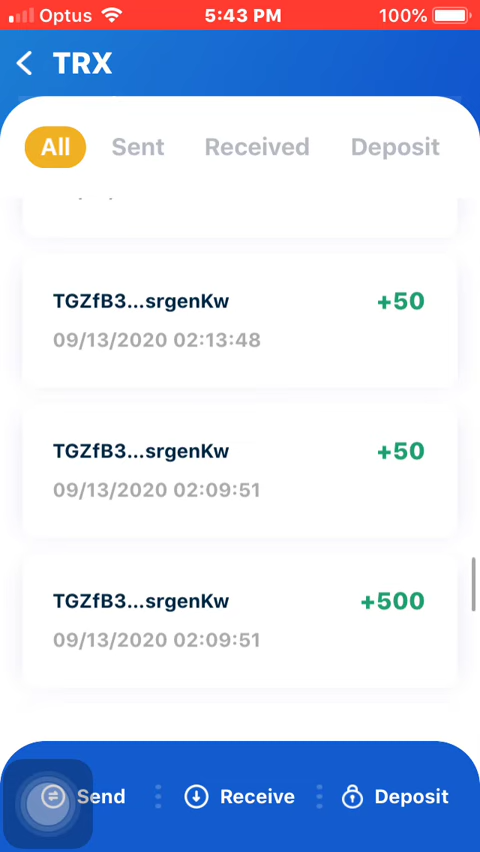 Optus 5:43 PM 100%
TRX
All Sent Received Deposit
TGZfB3...srgenKw +50
09/13/2020 02:13:48
TGZfB3...srgenKw +50
09/13/2020 02:09:51
TGZfB3...srgenKw +500
09/13/2020 02:09:51
Send Receive Deposit